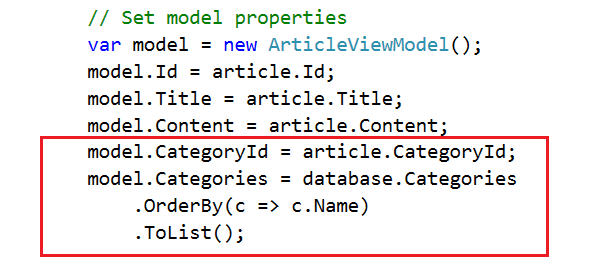 // Set model properties
var model = new ArticleViewModel();
model.Id = article.Id;
model.Title = article.Title;
model.Content = article.Content;
model.CategoryId = article.CategoryId;
model.Categories = database.Categories
.OrderBy(c => c.Name)
.ToList();